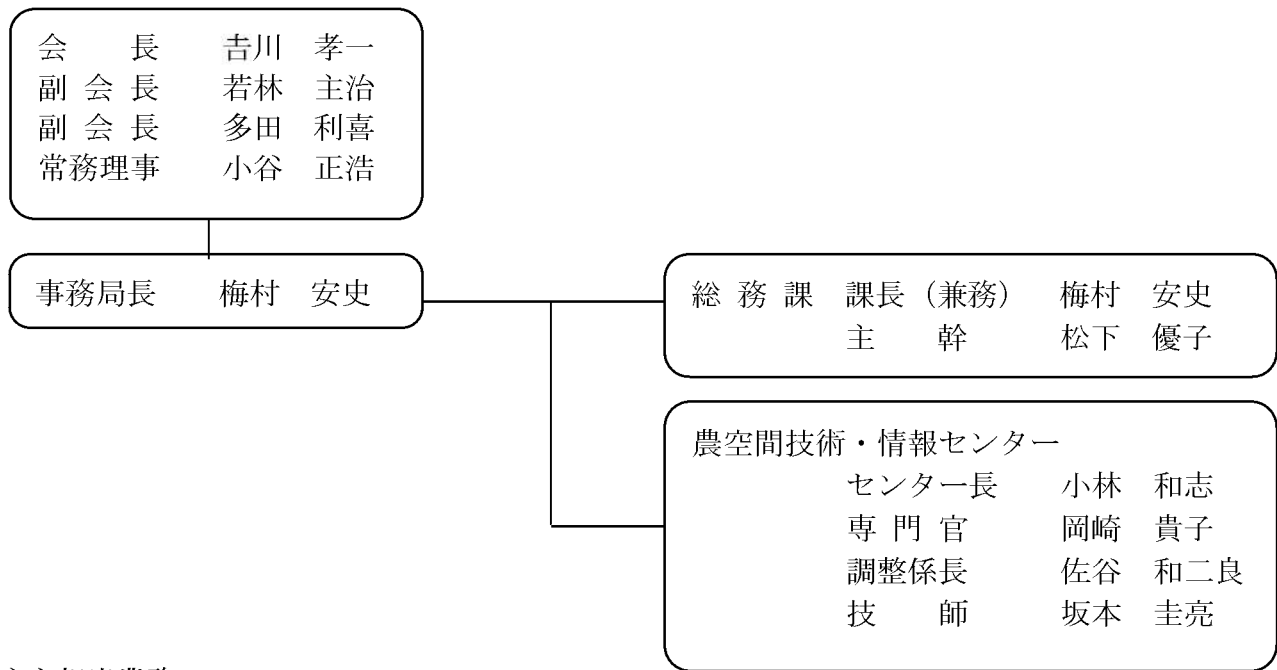 会　　長　　吉川　孝一
副 会 長　　若林　主治
副 会 長　　多田　利喜
常務理事　　小谷　正浩
事務局長　　梅村　安史
総 務 課　課長（兼務）　梅村　安史
主　　幹　　松下　優子
農空間技術・情報センター
センター長　　小林　和志
専 門 官　　岡崎　貴子
調整係長　　佐谷　和二良
技　　師　　坂本　圭亮